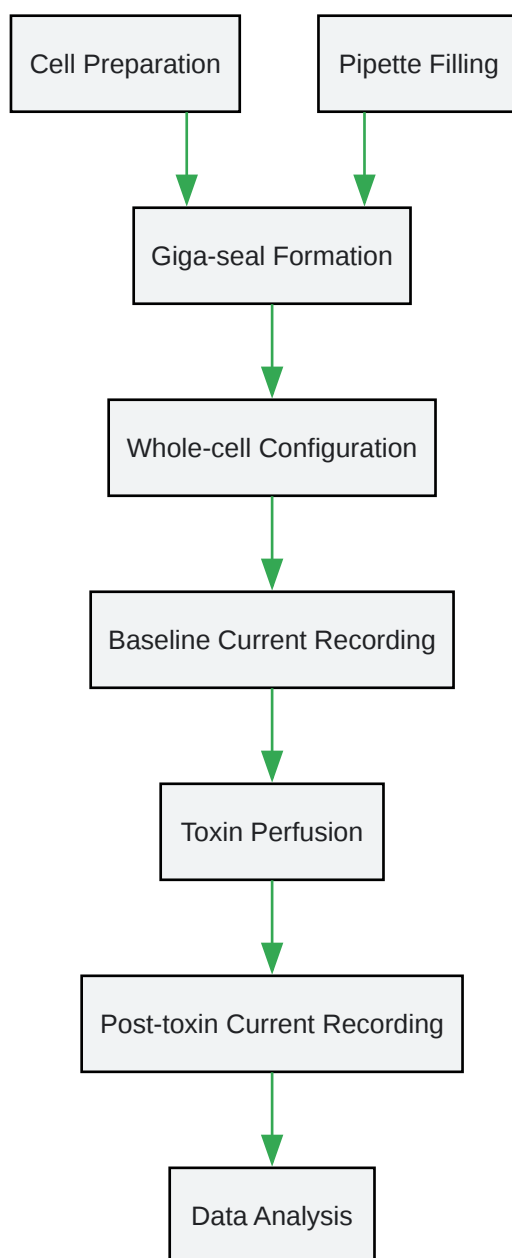 Cell Preparation
Pipette Filling
Giga-seal Formation
Whole-cell Configuration
Baseline Current Recording
Toxin Perfusion
Post-toxin Current Recording
Data Analysis